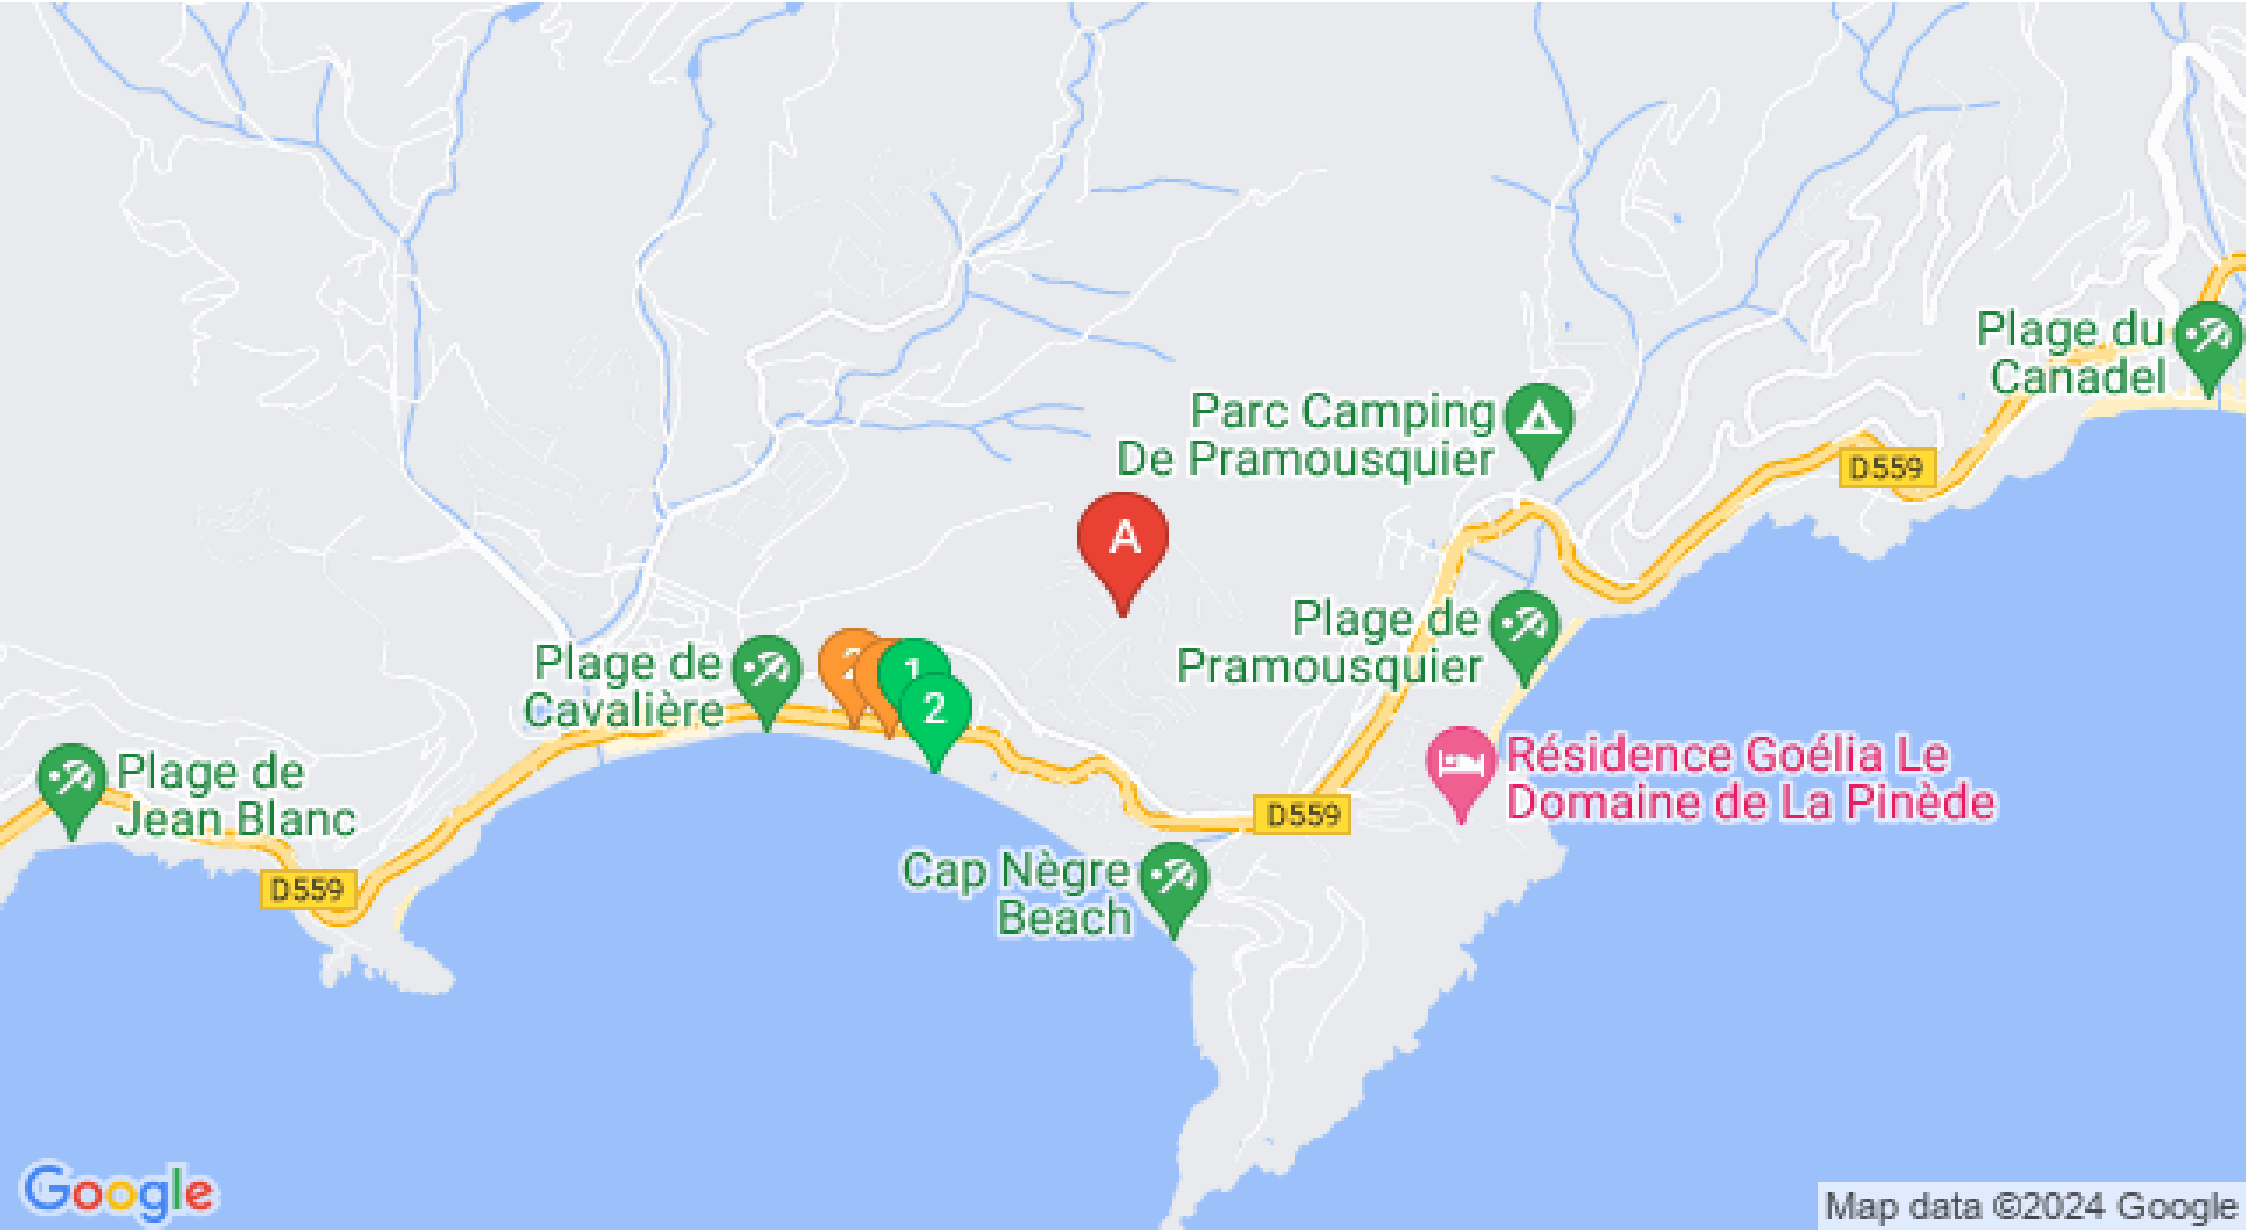 Plage du
Canadel
Parc Camping
De Pramousquier
D559
A
Plage de
Pramousquier
Plage de
Cavalière
2
1
2
Plage de
Jean Blanc
Résidence Goélia Le
Domaine de La Pinède
D559
D559
Cap Nègre
Beach
Google
Map data ©2024 Google